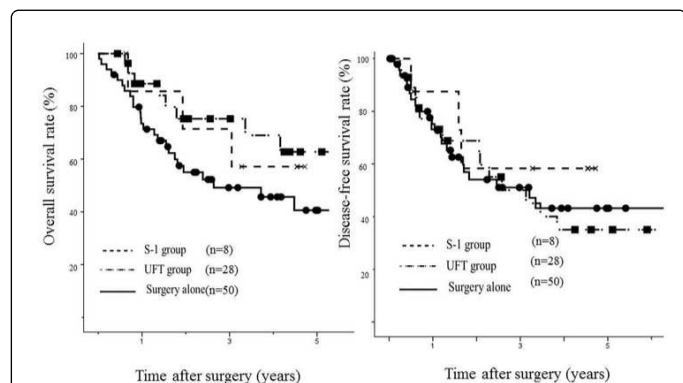 Overall survival rate (%)
100
80
60
40
20
S-1 group (n=8)
UFT group (n=28)
Surgery alone (n=50)
1
3
5
Time after surgery (years)
Disease-free survival rate (%)
100
80
60
40
20
S-1 group (n=8)
UFT group (n=28)
Surgery alone (n=50)
1
3
5
Time after surgery (years)